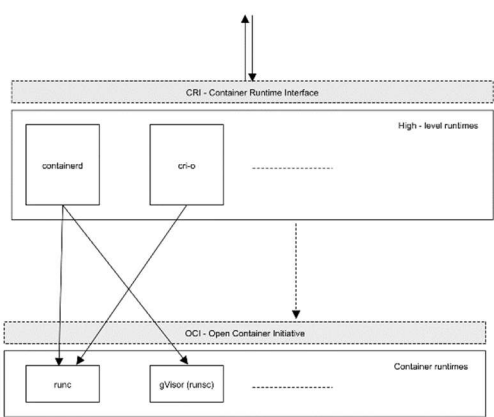 CRI - Container Runtime Interface
High - level runtimes
containerd
cri-o
OCI - Open Container Initiative
Container runtimes
runc
gVisor (runsc)